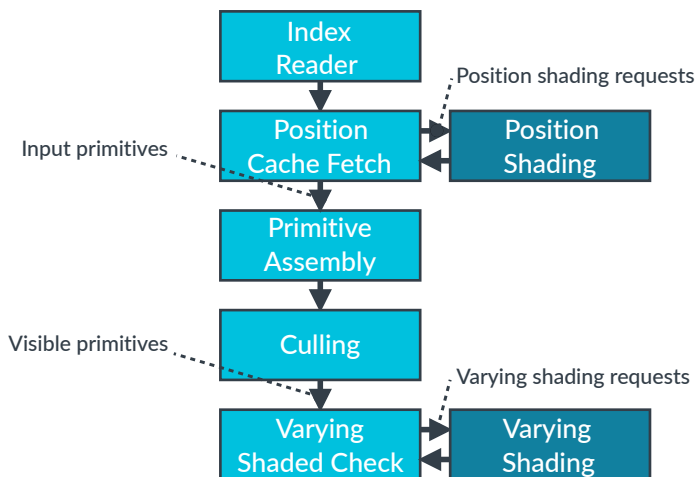 Index
Reader
Position shading requests
Position
Cache Fetch
Position
Shading
Input primitives
Primitive
Assembly
Visible primitives
Culling
Varying shading requests
Varying
Shaded Check
Varying
Shading